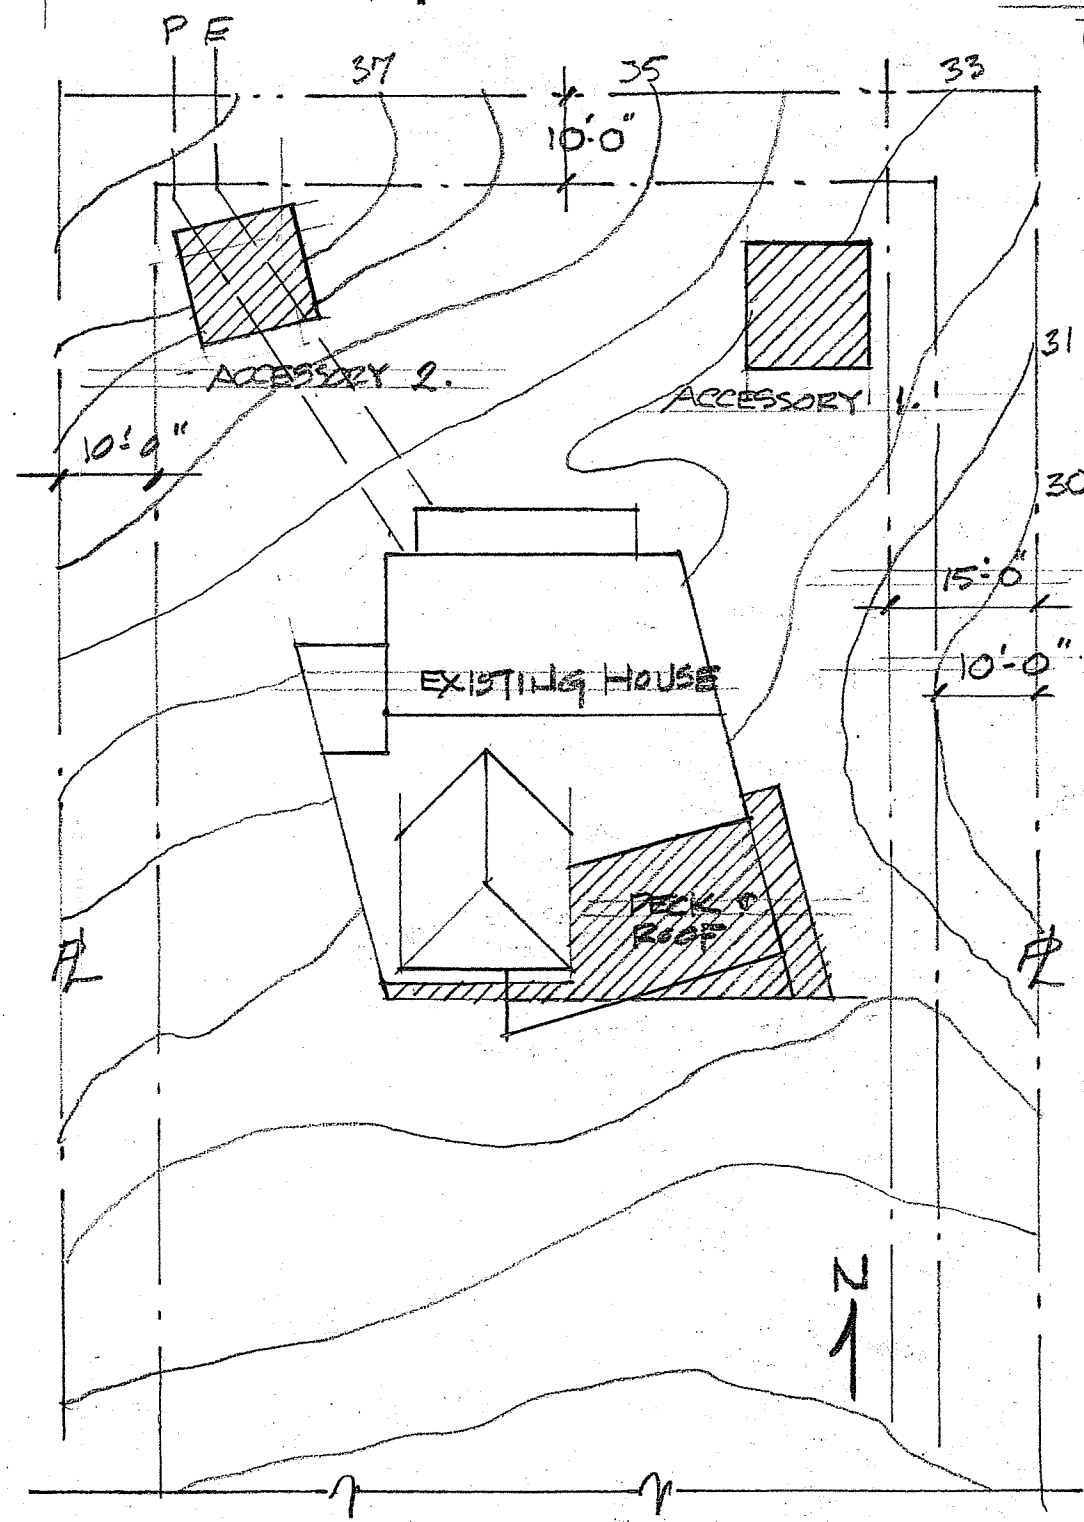 P E
37
35
33
10'-0"
31
ACCESSORY 2.
ACCESSORY 1.
10'-0"
30
15'-0"
10'-0"
EXISTING HOUSE
DECK &
ROOF
PL
PL
N